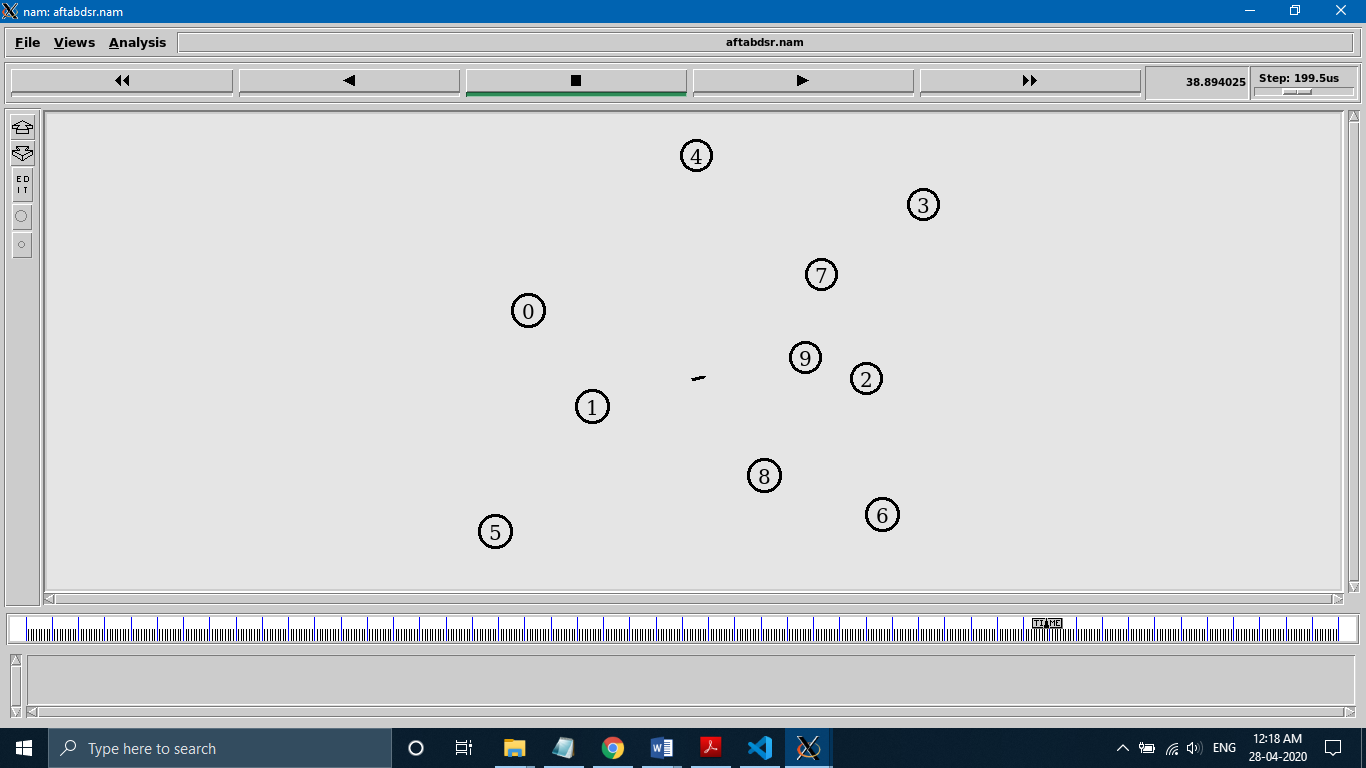 nam: aftabdsr.nam
File Views Analysis aftabdsr.nam
38.894025 Step: 199.5us
E D
I T
4
3
7
0
9
2
1
8
6
5
TIME
Type here to search
ENG 12:18 AM
28-04-2020